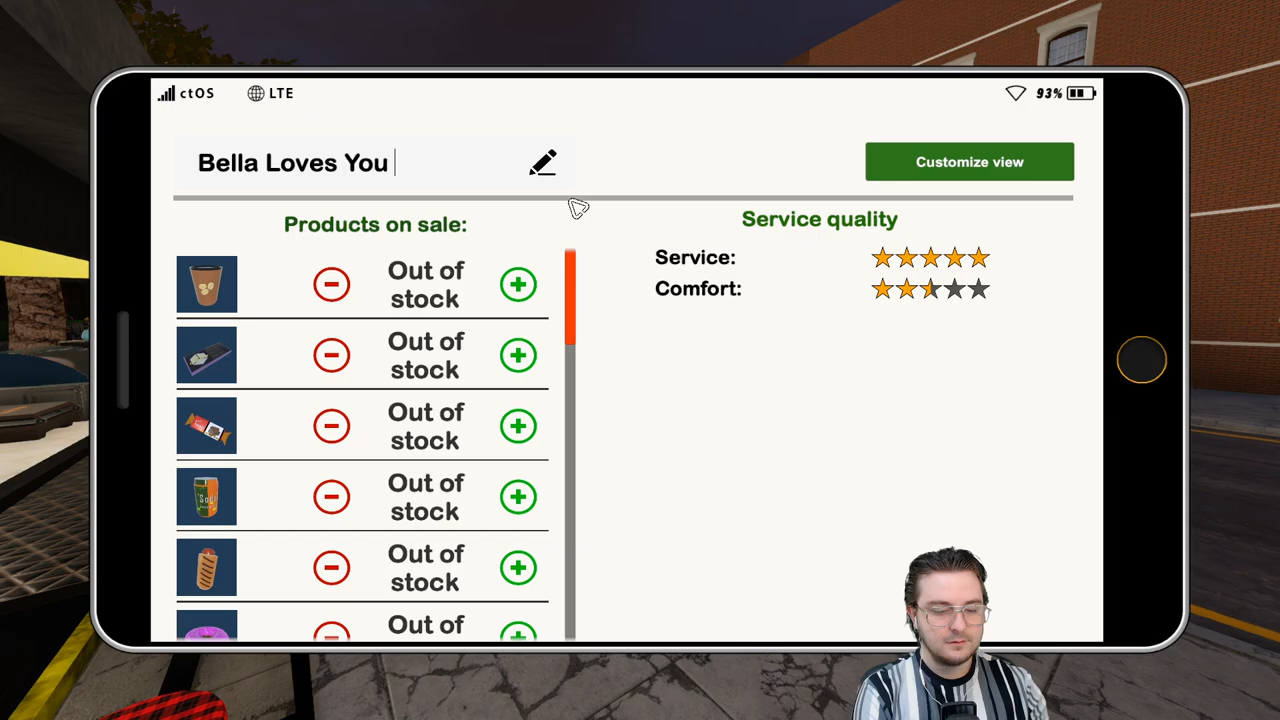 ctOS LTE 93%
Bella Loves You
Customize view
Products on sale:
Service quality
Service:
Comfort:
Out of
stock
Out of
stock
Out of
stock
Out of
stock
Out of
stock
Out of